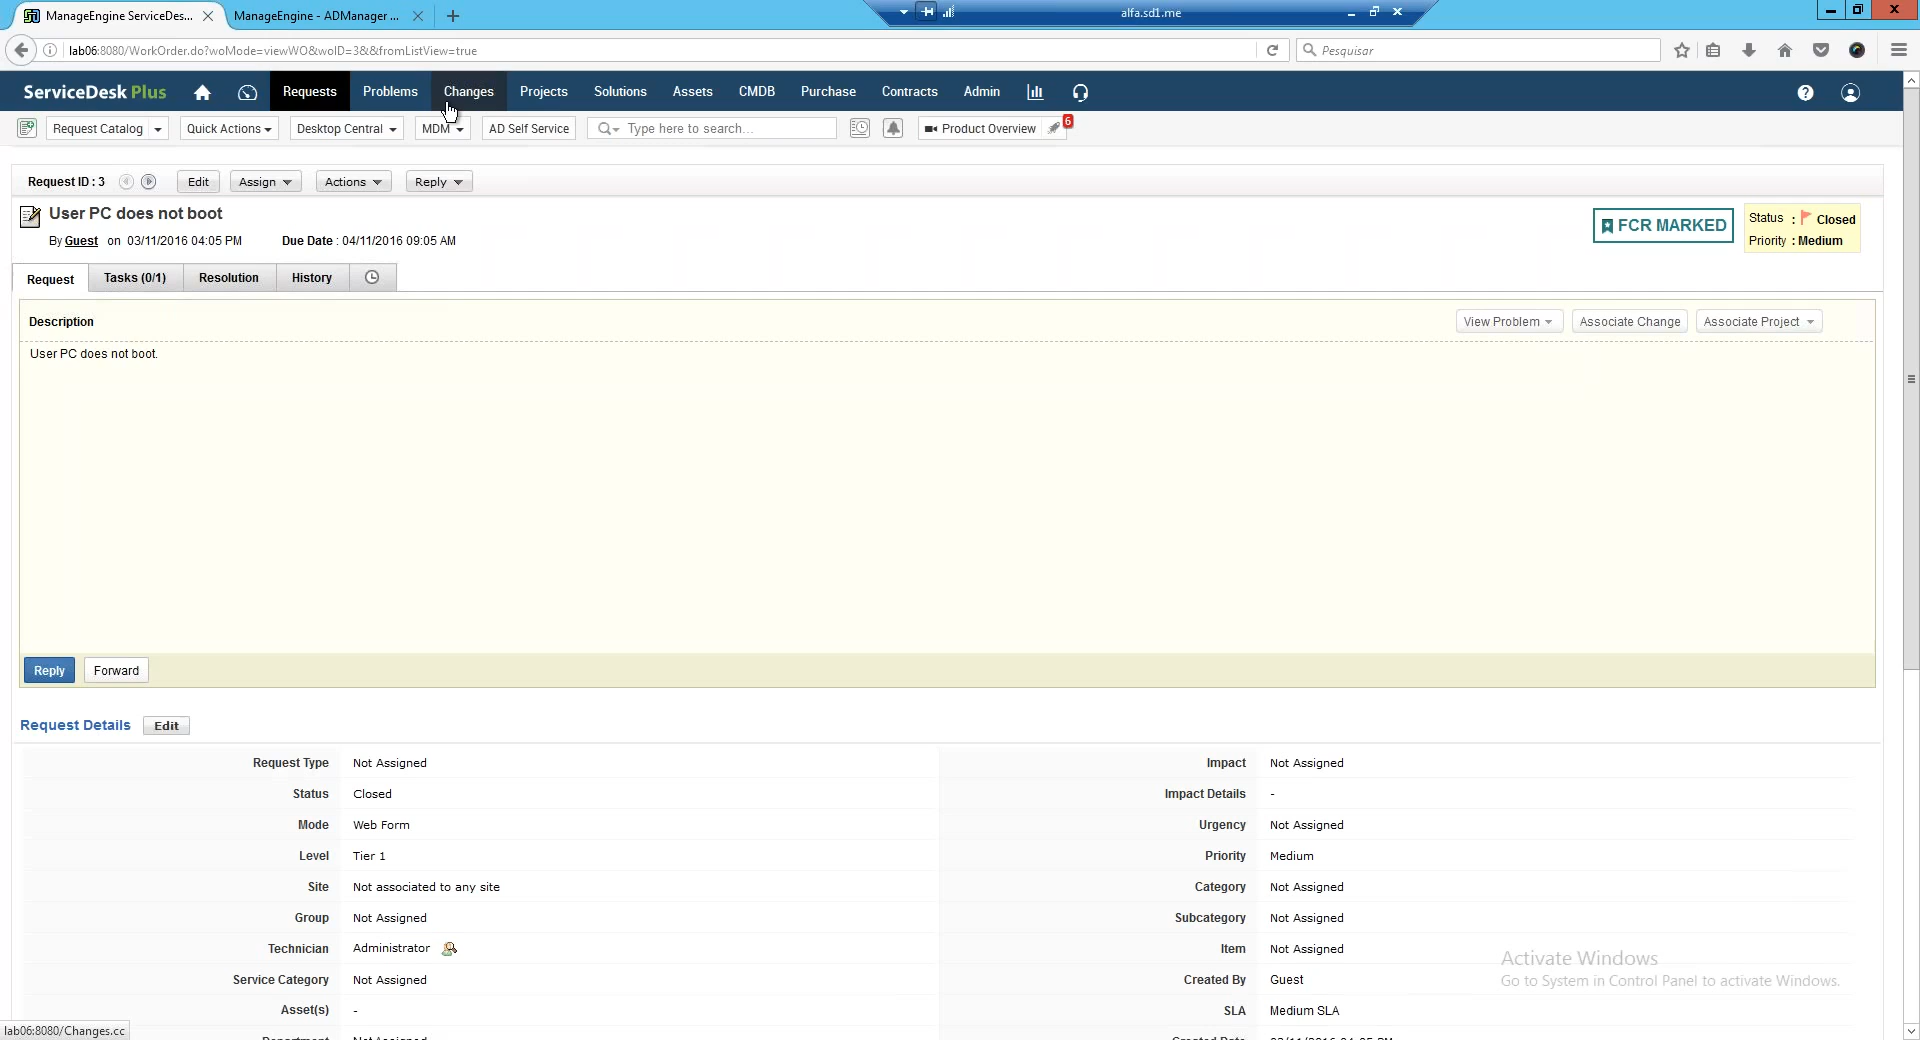 ManageEngine ServiceDes... ManageEngine - ADManager ... alfa.sd1.me
lab06:8080/WorkOrder.do?woMode=viewWO&woID=3&&fromListView=true Pesquisar
ServiceDesk Plus Requests Problems Changes Projects Solutions Assets CMDB Purchase Contracts Admin
Request Catalog Quick Actions Desktop Central MDM AD Self Service Type here to search... Product Overview 6
Request ID : 3 Edit Assign Actions Reply
User PC does not boot
By Guest on 03/11/2016 04:05 PM Due Date : 04/11/2016 09:05 AM
FCR MARKED
Status : Closed
Priority : Medium
Request Tasks (0/1) Resolution History
Description View Problem Associate Change Associate Project
User PC does not boot.
Reply Forward
Request Details Edit
Request Type Not Assigned Impact Not Assigned
Status Closed Impact Details -
Mode Web Form Urgency Not Assigned
Level Tier 1 Priority Medium
Site Not associated to any site Category Not Assigned
Group Not Assigned Subcategory Not Assigned
Technician Administrator Item Not Assigned
Service Category Not Assigned Created By Guest
Asset(s) - SLA Medium SLA
Activate Windows
Go to System in Control Panel to activate Windows.
lab06:8080/Changes.cc